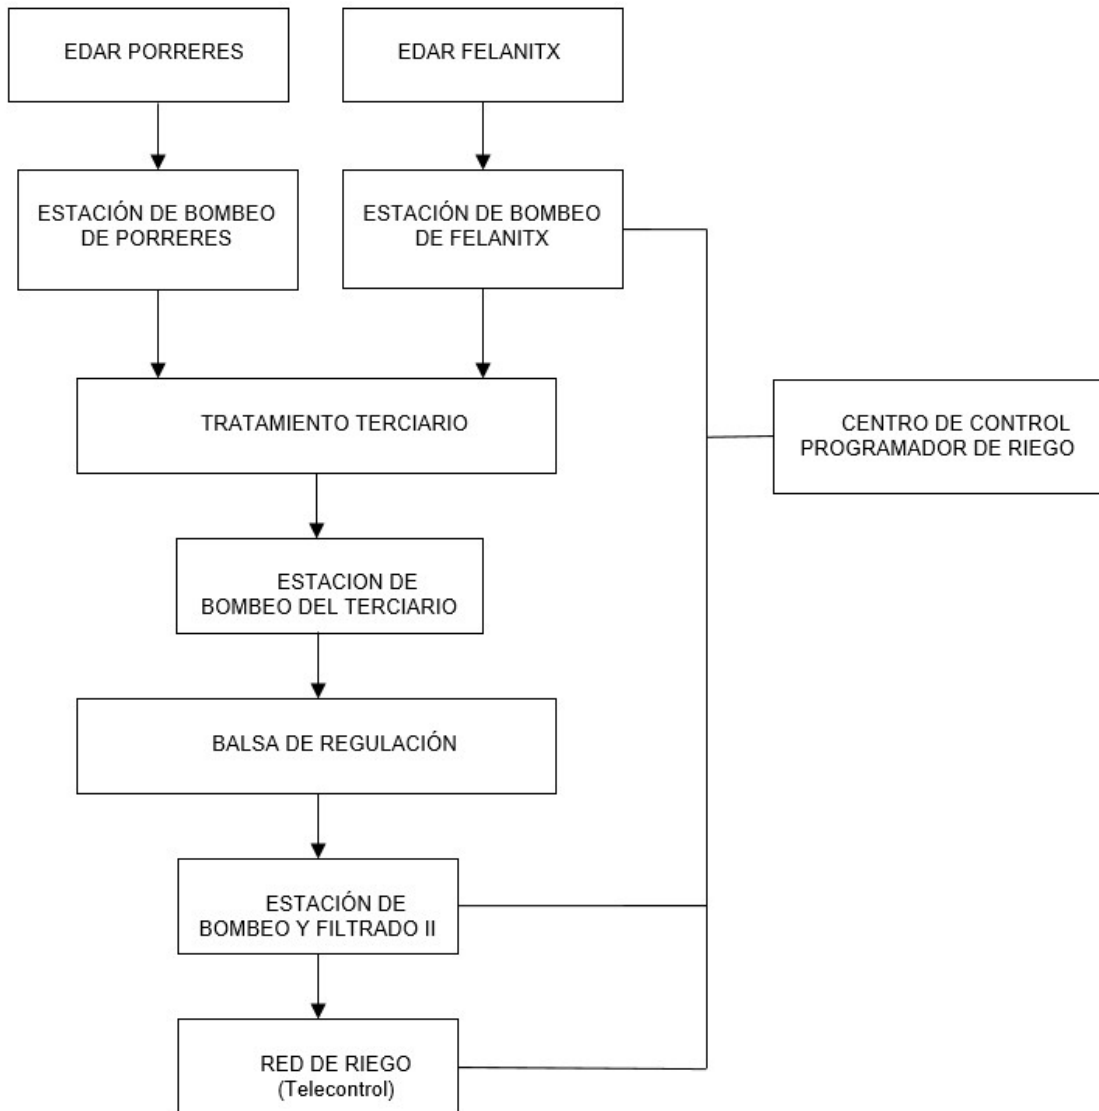 EDAR PORRERES
EDAR FELANITX
ESTACIÓN DE BOMBEO
DE PORRERES
ESTACIÓN DE BOMBEO
DE FELANITX
TRATAMIENTO TERCIARIO
CENTRO DE CONTROL
PROGRAMADOR DE RIEGO
ESTACION DE
BOMBEO DEL TERCIARIO
BALSA DE REGULACIÓN
ESTACIÓN DE
BOMBEO Y FILTRADO II
RED DE RIEGO
(Telecontrol)